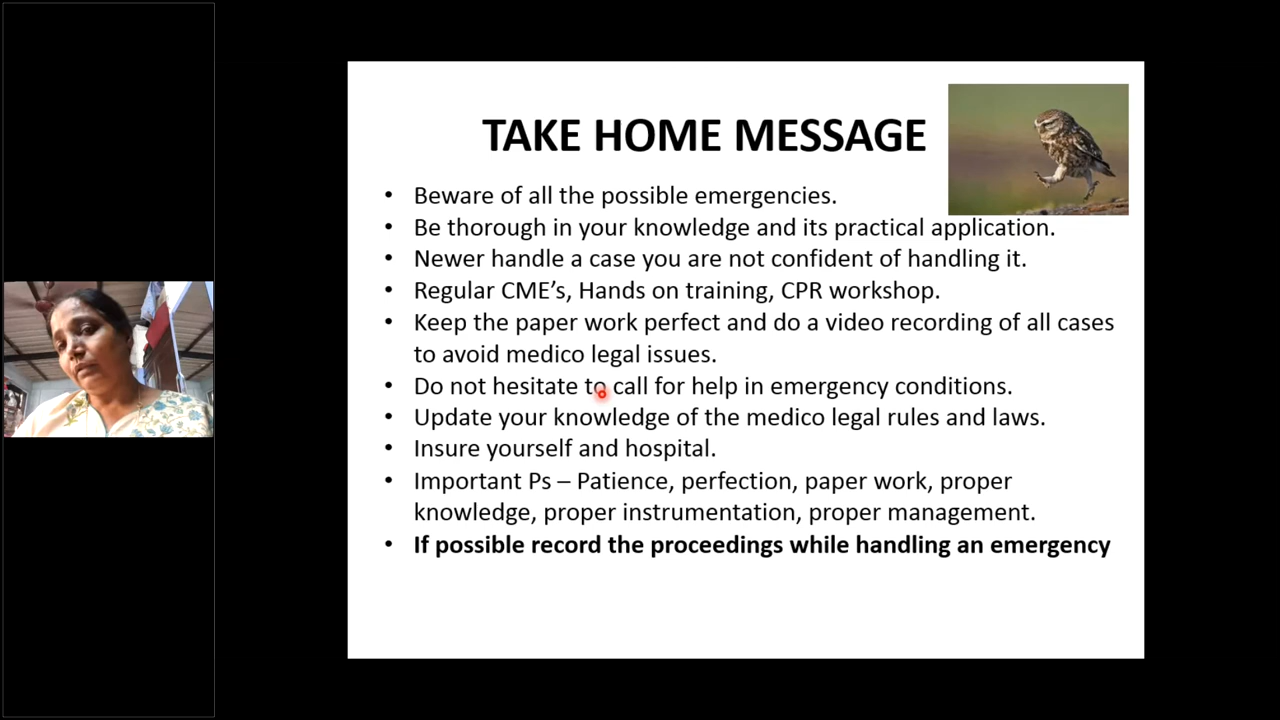 TAKE HOME MESSAGE
• Beware of all the possible emergencies.
• Be thorough in your knowledge and its practical application.
• Newer handle a case you are not confident of handling it.
• Regular CME’s, Hands on training, CPR workshop.
• Keep the paper work perfect and do a video recording of all cases
to avoid medico legal issues.
• Do not hesitate to call for help in emergency conditions.
• Update your knowledge of the medico legal rules and laws.
• Insure yourself and hospital.
• Important Ps – Patience, perfection, paper work, proper
knowledge, proper instrumentation, proper management.
• If possible record the proceedings while handling an emergency